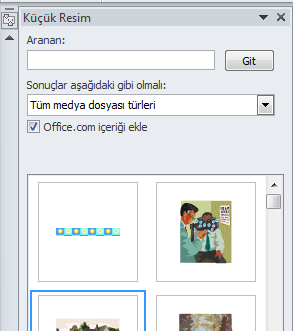 Küçük Resim
Aranan:
Git
Sonuçlar aşağıdaki gibi olmalı:
Tüm medya dosyası türleri
Office.com içeriği ekle